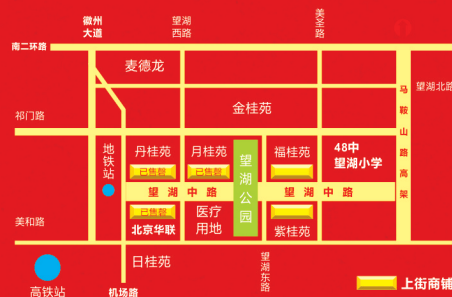 徽州
大道
望湖
西路
美圣路
南二环路
麦德龙
望湖北路
马鞍山路高架
金桂苑
祁门路
地铁站
丹桂苑
月桂苑
望湖公园
福桂苑
48中
望湖小学
已售罄
已售罄
望湖中路
望湖中路
已售罄
北京华联
医疗
用地
紫桂苑
美和路
日桂苑
望湖东路
高铁站
机场路
上街商铺